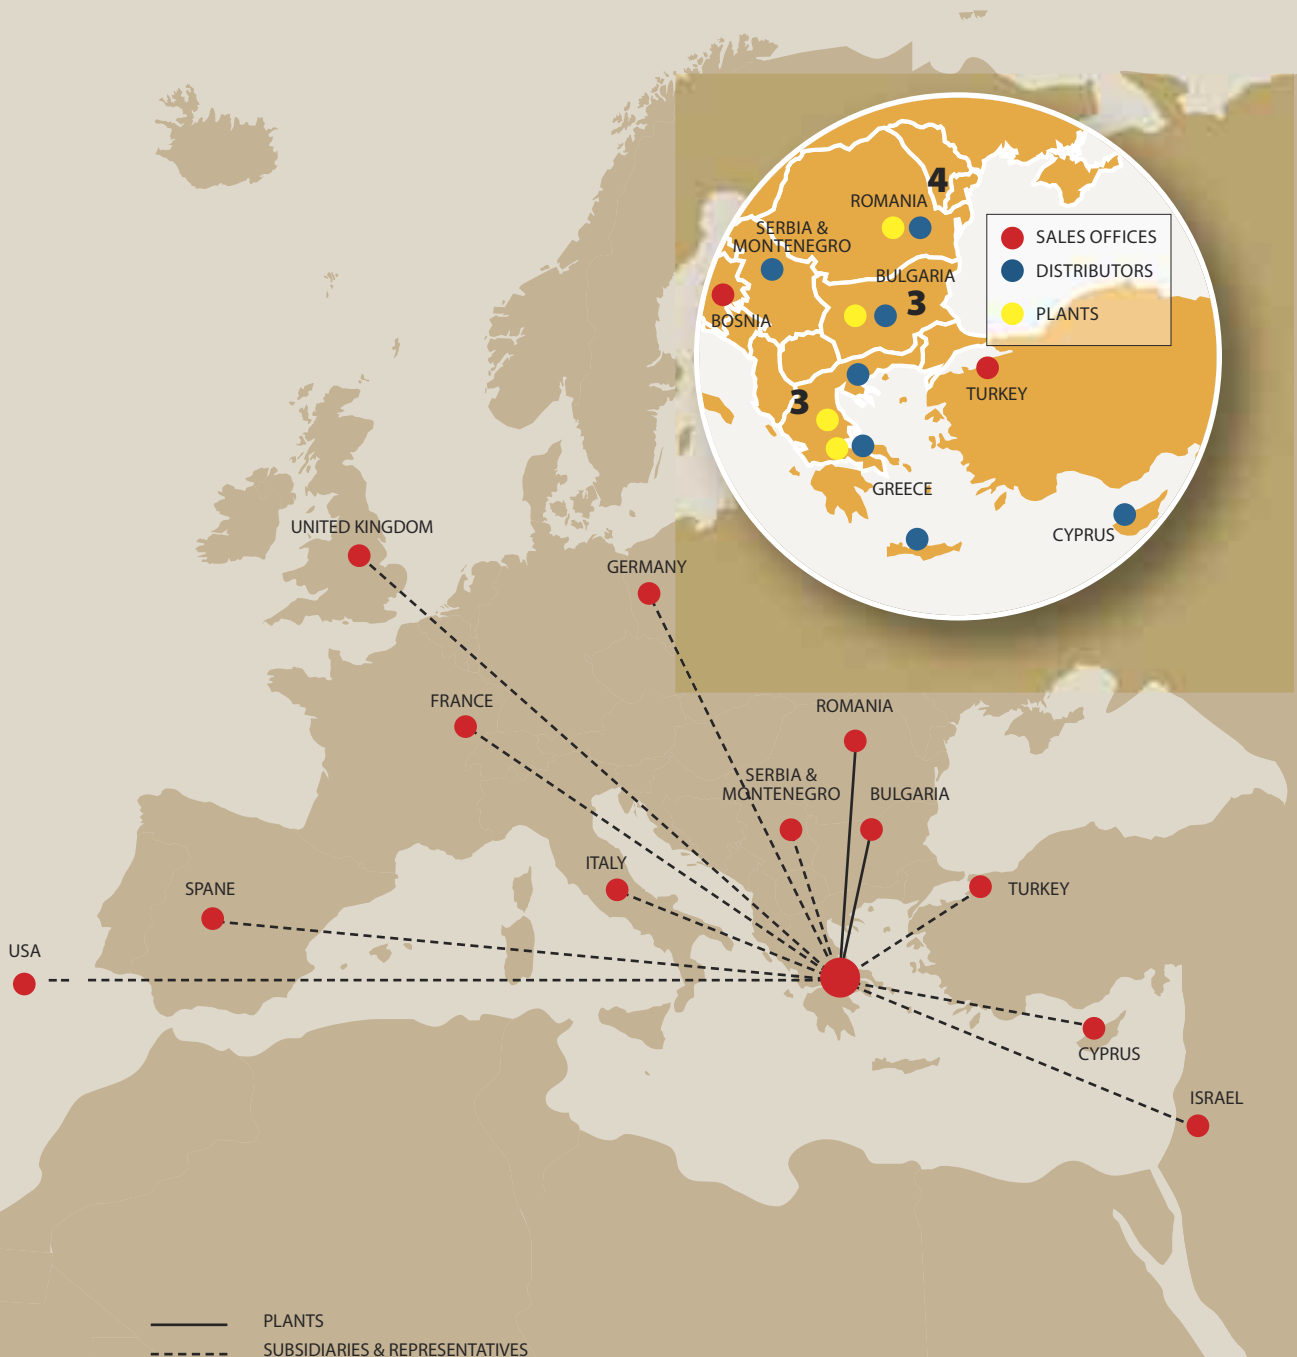 4
ROMANIA
SERBIA &
MONTENEGRO
BULGARIA
3
BOSNIA
SALES OFFICES
DISTRIBUTORS
PLANTS
TURKEY
3
GREECE
CYPRUS
UNITED KINGDOM
GERMANY
FRANCE
ROMANIA
SERBIA &
MONTENEGRO
BULGARIA
ITALY
SPANE
TURKEY
USA
CYPRUS
ISRAEL
PLANTS
SUBSIDIARIES & REPRESENTATIVES